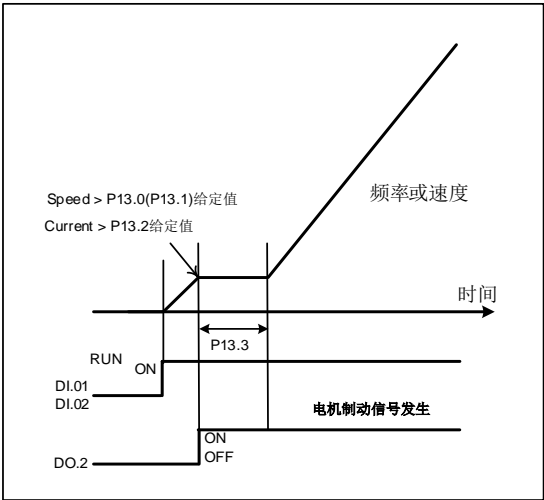 Speed > P13.0(P13.1)给定值
Current > P13.2给定值
频率或速度
时间
P13.3
RUN
ON
DI.01
DI.02
电机制动信号发生
ON
OFF
DO.2